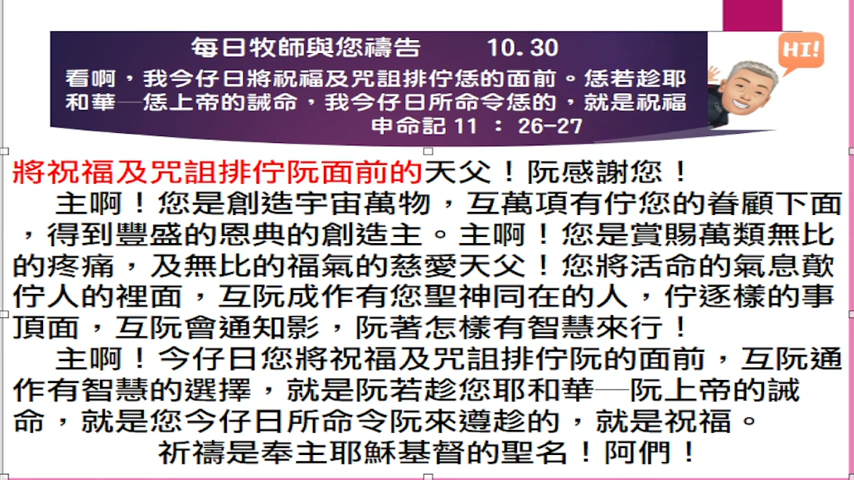 每日牧師與您禱告 10.30
HI!
看啊，我今仔日將祝福及咒詛排佇恁的面前。恁若趁耶
和華─恁上帝的誡命，我今仔日所命令恁的，就是祝福
申命記11 ： 26-27
將祝福及咒詛排佇阮面前的天父！阮感謝您！
主啊！您是創造宇宙萬物，互萬項有佇您的眷顧下面
，得到豐盛的恩典的創造主。主啊！您是賞賜萬類無比
的疼痛，及無比的福氣的慈愛天父！您將活命的氣息歕
佇人的裡面，互阮成作有您聖神同在的人，佇逐樣的事
頂面，互阮會通知影，阮著怎樣有智慧來行！
主啊！今仔日您將祝福及咒詛排佇阮的面前，互阮通
作有智慧的選擇，就是阮若趁您耶和華─阮上帝的誡
命，就是您今仔日所命令阮來遵趁的，就是祝福。
祈禱是奉主耶穌基督的聖名！阿們！